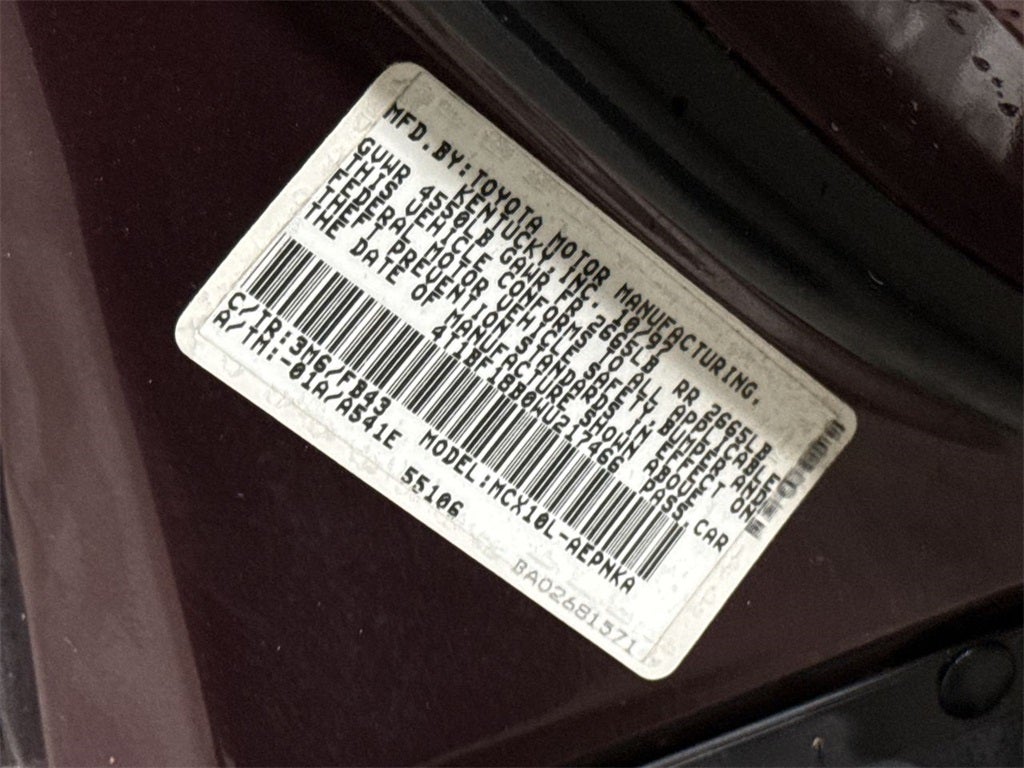 MFD.BY:TOYOTA MOTOR MANUFACTURING,
KENTUCKY,INC. 10/97
GVWR 4550LB GAWR FR 2665LB RR 2665LB
THIS VEHICLE CONFORMS TO ALL APPLICABLE
FEDERAL MOTOR VEHICLE SAFETY,BUMPER,AND
THEFT PREVENTION STANDARDS IN EFFECT ON
THE DATE OF MANUFACTURE SHOWN ABOVE.
4T1BF18B0WU217466 PASS.CAR
C/TR:3M6/FB43 MODEL:MCX10L-AEPNKA
A/TM:-01A/A541E
55106
BA02681571